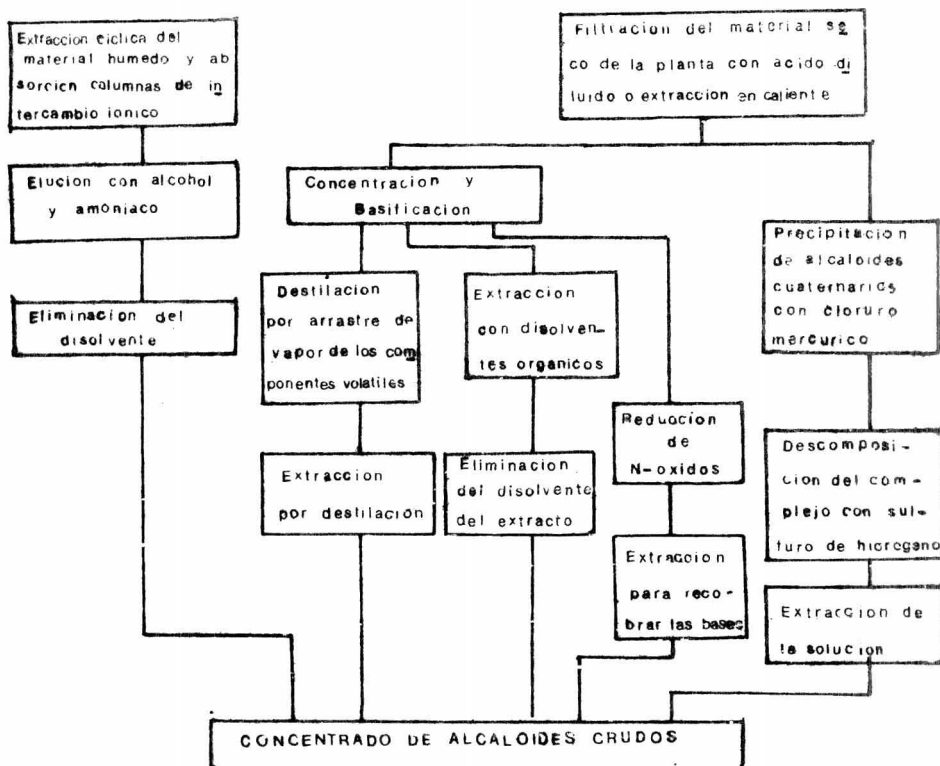 Extraccion ciclica del
material humedo y ab
sorcion columnas de in
tercambio ionico
Elucion con alcohol
y amoniaco
Eliminacion del
disolvente
Filtracion del material se
co de la planta con acido di
luido o extraccion en caliente
Concentracion y
Basificacion
Destilacion
por arrastre de
vapor de los com
ponentes volatiles
Extraccion
por destilación
Extraccion
con disolven-
tes organicos
Eliminacion
del disolvente
del extracto
Reduccion
de
N-oxidos
Extraccion
para reco-
brar las bases
Precipitacion
de alcaloides
cuaternarios
con cloruro
mercurico
Descomposi-
cion del com-
plejo con sul-
furo de hidrogeno
Extraccion de
la solucion
CONCENTRADO DE ALCALOIDES CRUDOS